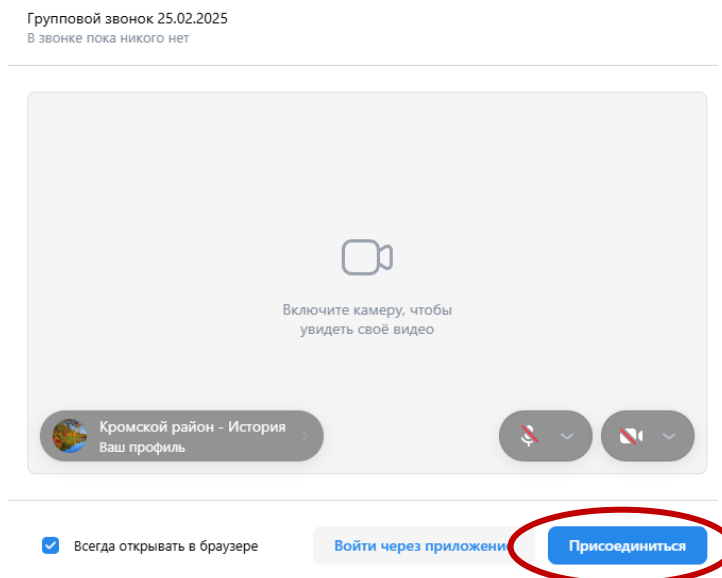 Групповой звонок 25.02.2025
В звонке пока никого нет
Включите камеру, чтобы
увидеть своё видео
Кромской район - История
Ваш профиль
Всегда открывать в браузере
Войти через приложение
Присоединиться